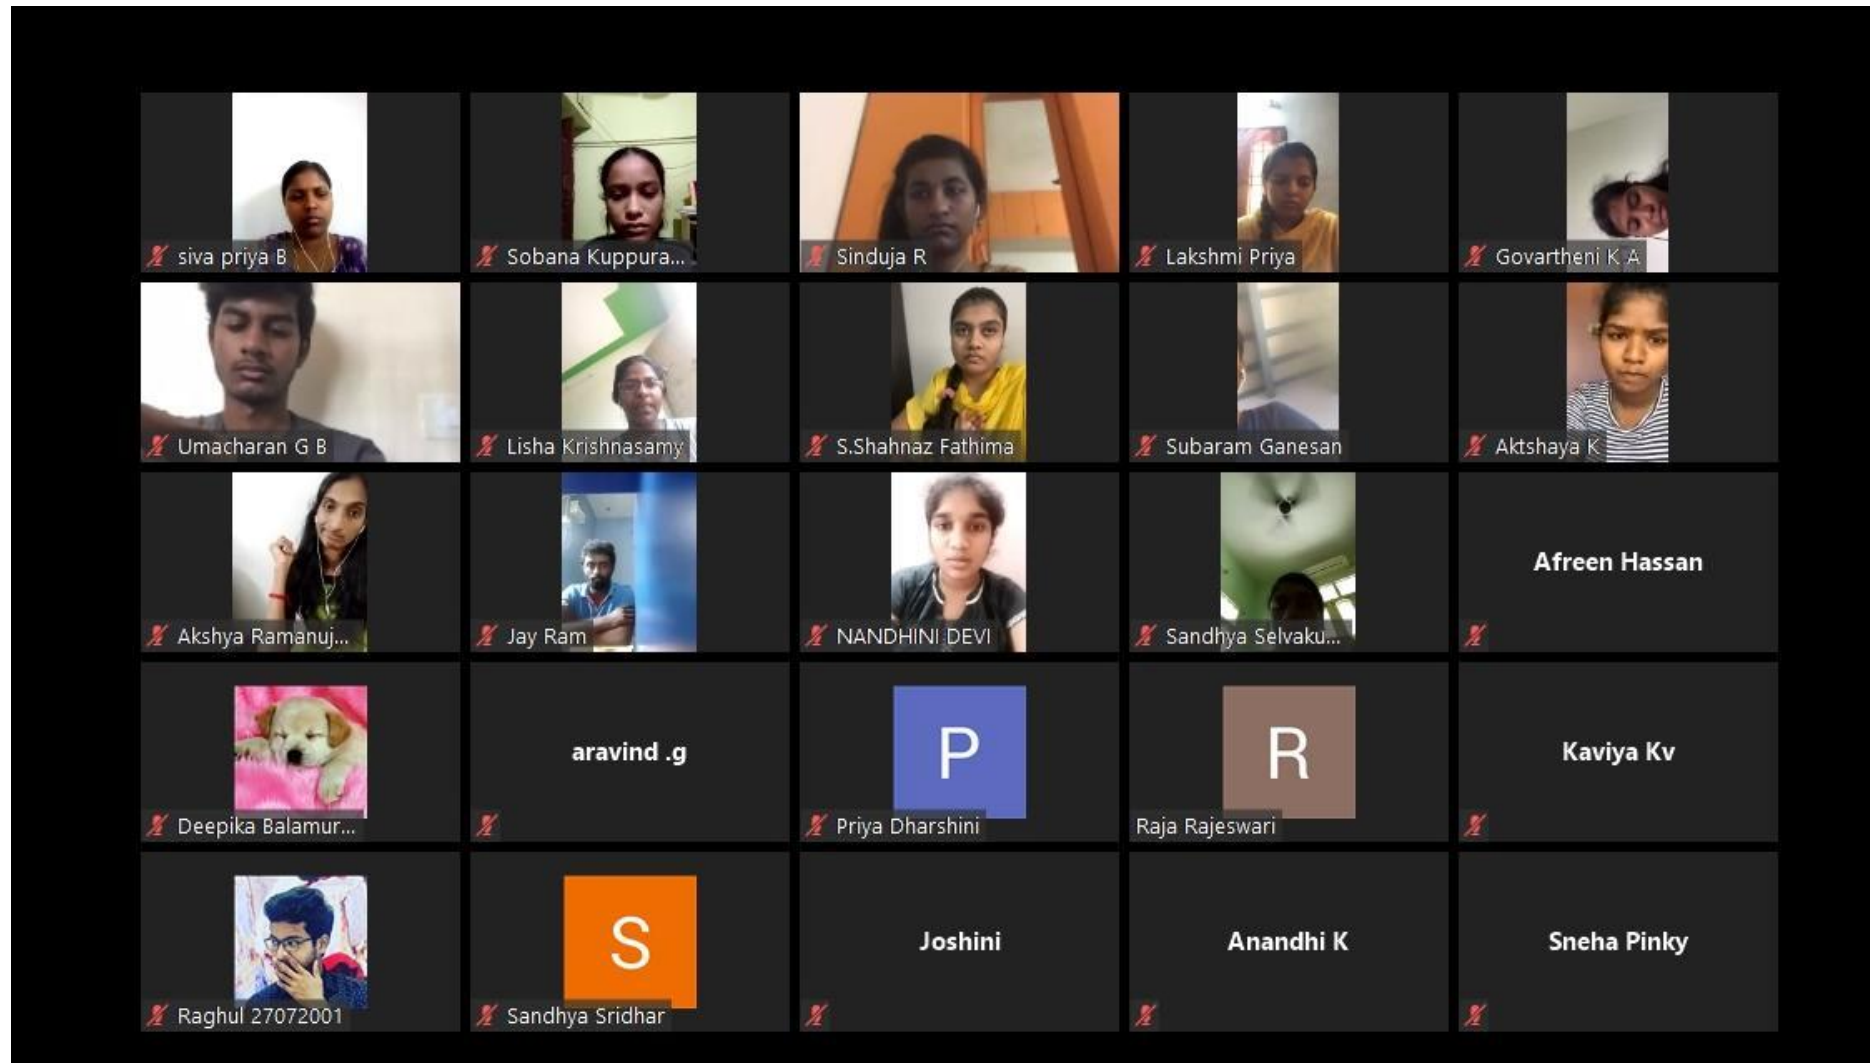 siva priya B
Sobana Kuppura...
Sinduja R
Lakshmi Priya
Govartheni K A
Umacharan G B
Lisha Krishnasamy
S.Shahnaz Fathima
Subaram Ganesan
Aktshaya K
Akshya Ramanuj...
Jay Ram
NANDHINI DEVI
Sandhya Selvaku...
Afreen Hassan
Deepika Balamur...
aravind .g
P
Priya Dharshini
R
Raja Rajeswari
Kaviya Kv
Raghul 27072001
S
Sandhya Sridhar
Joshini
Anandhi K
Sneha Pinky